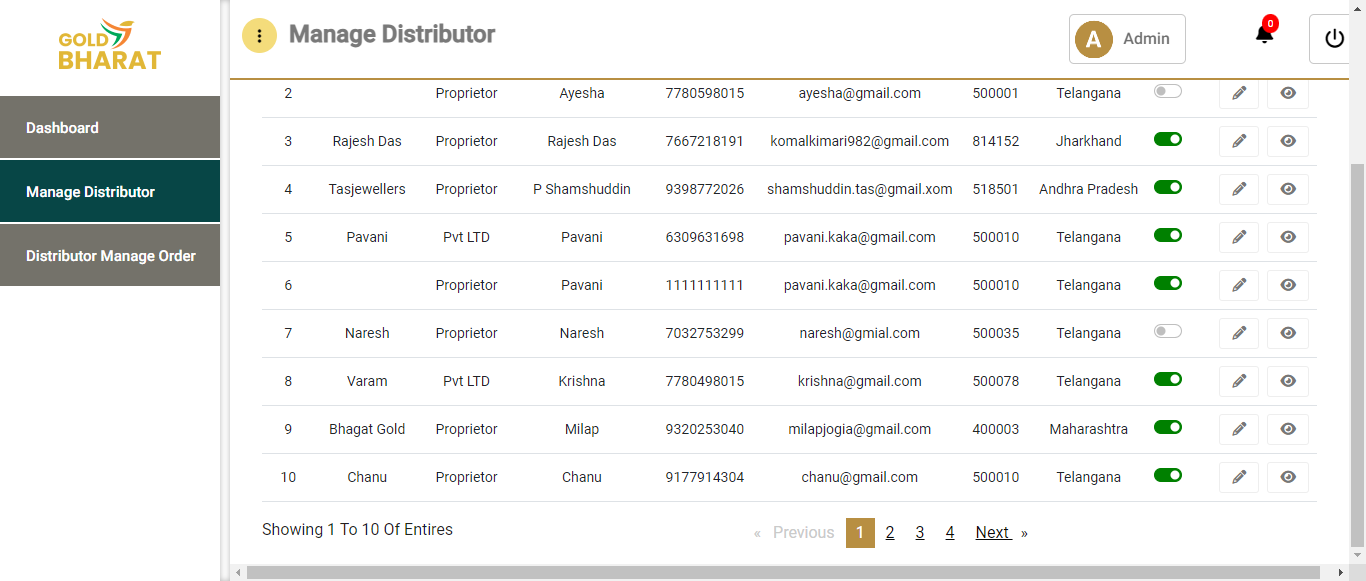 GOLD
BHARAT
Dashboard
Manage Distributor
Distributor Manage Order
Manage Distributor
A Admin
0
2 Proprietor Ayesha 7780598015 ayesha@gmail.com 500001 Telangana
3 Rajesh Das Proprietor Rajesh Das 7667218191 komalkimari982@gmail.com 814152 Jharkhand
4 Tasjewellers Proprietor P Shamshuddin 9398772026 shamshuddin.tas@gmail.xom 518501 Andhra Pradesh
5 Pavani Pvt LTD Pavani 6309631698 pavani.kaka@gmail.com 500010 Telangana
6 Proprietor Pavani 1111111111 pavani.kaka@gmail.com 500010 Telangana
7 Naresh Proprietor Naresh 7032753299 naresh@gmial.com 500035 Telangana
8 Varam Pvt LTD Krishna 7780498015 krishna@gmail.com 500078 Telangana
9 Bhagat Gold Proprietor Milap 9320253040 milapjogia@gmail.com 400003 Maharashtra
10 Chanu Proprietor Chanu 9177914304 chanu@gmail.com 500010 Telangana
Showing 1 To 10 Of Entires
« Previous 1 2 3 4 Next »